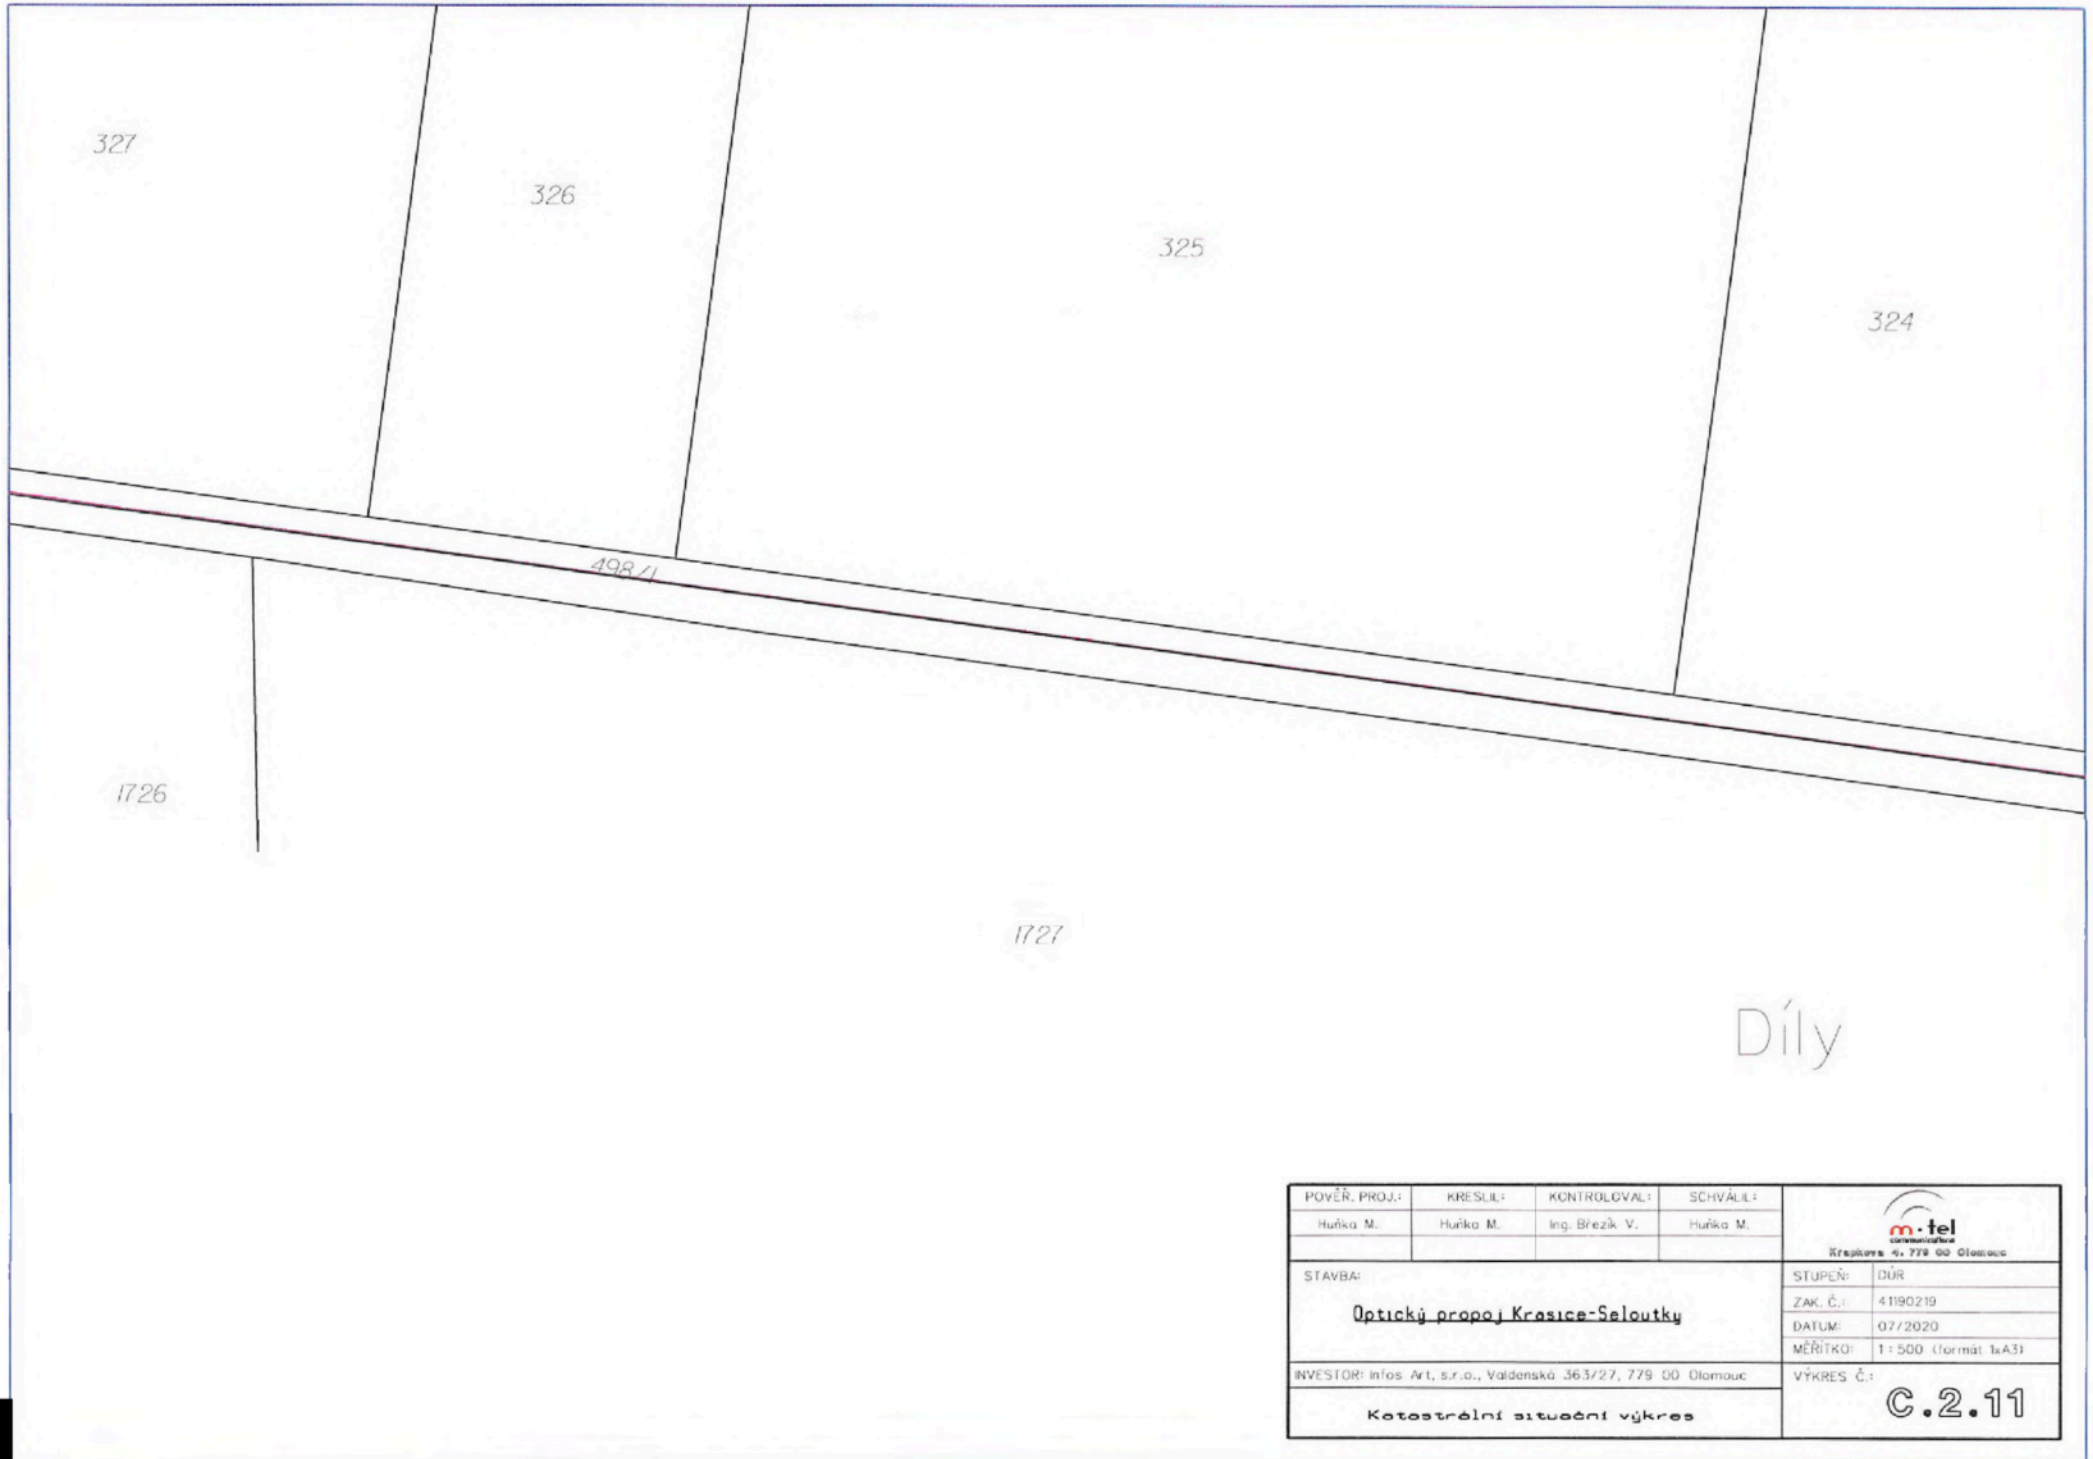 327
326
325
324
498/1
1726
1727
Díly
POVĚŘ. PROJ.: KRESLIL: KONTROLOVAL: SCHVÁLIL:
Huňka M. Huňka M. Ing. Březík V. Huňka M.
m·tel
communications
Krapkova 4, 779 00 Olomouc
STAVBA:
Optický propoj Krasice-Seloutky
STUPEŇ: DÚR
ZAK. Č.: 41190219
DATUM: 07/2020
MĚŘÍTKO: 1:500 (formát 1xA3)
INVESTOR: Infos Art, s.r.o., Valdenská 363/27, 779 00 Olomouc
VÝKRES Č.:
C.2.11
Katastrální situační výkres